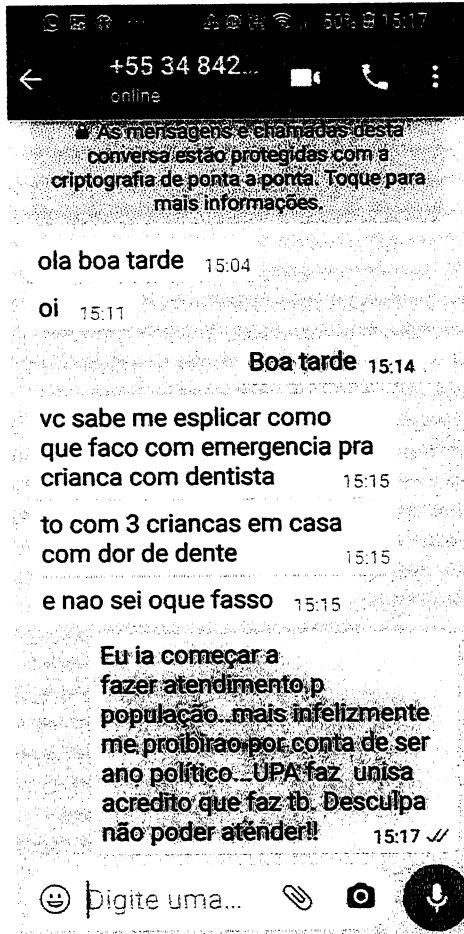 50% 15:17
+55 34 842...
online
As mensagens e chamadas desta
conversa estão protegidas com a
criptografia de ponta a ponta. Toque para
mais informações.
ola boa tarde 15:04
oi 15:11
Boa tarde 15:14
vc sabe me esplicar como
que faco com emergencia pra
crianca com dentista 15:15
to com 3 criancas em casa
com dor de dente 15:15
e nao sei oque fasso 15:15
Eu ia começar a
fazer atendimento p
população...mais infelizmente
me proibirao por conta de ser
ano político...UPA faz unisa
acredito que faz tb. Desculpa
não poder atender!! 15:17
Digite uma...